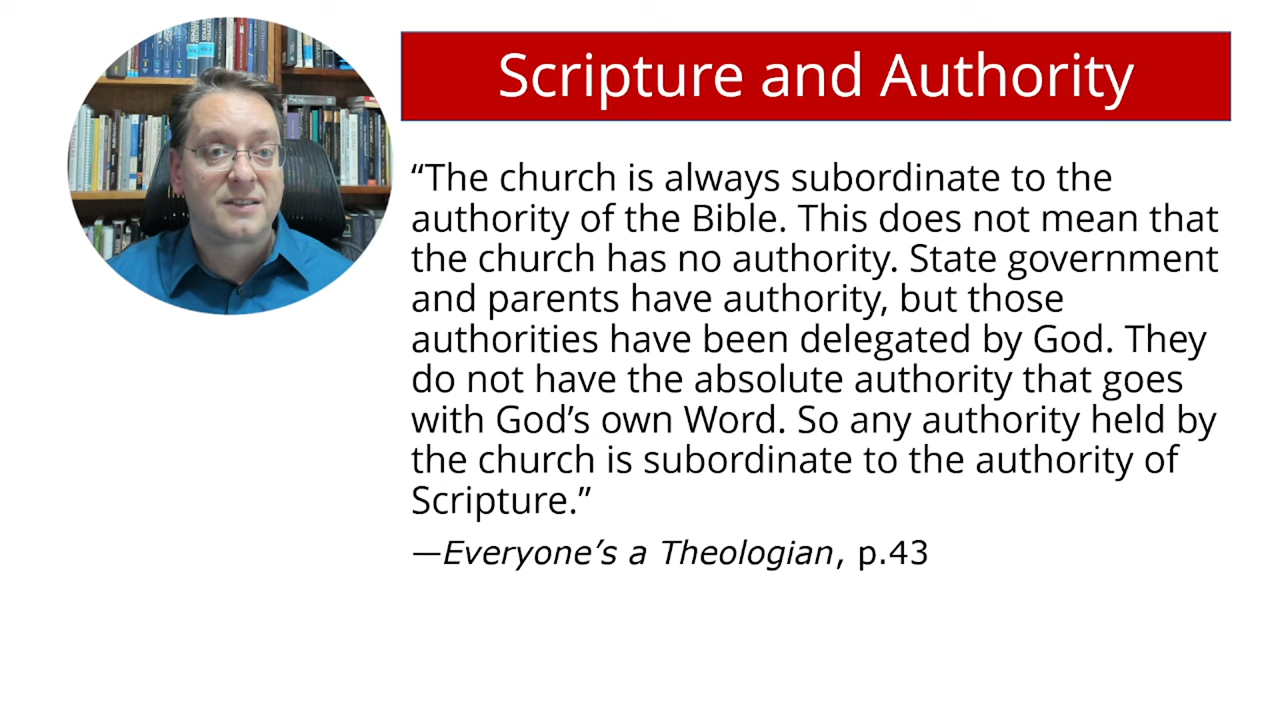 Scripture and Authority
“The church is always subordinate to the
authority of the Bible. This does not mean that
the church has no authority. State government
and parents have authority, but those
authorities have been delegated by God. They
do not have the absolute authority that goes
with God’s own Word. So any authority held by
the church is subordinate to the authority of
Scripture.”
—Everyone’s a Theologian, p.43